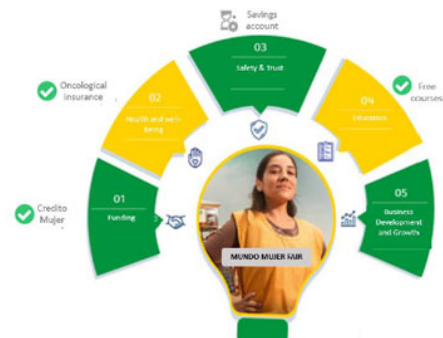 Savings
account
03
Safety & Trust
Oncological
insurance
02
Health and well-
being
Free
courses
04
Education
Credito
Mujer
01
Funding
05
Business
Development
and Growth
MUNDO MUJER FAIR